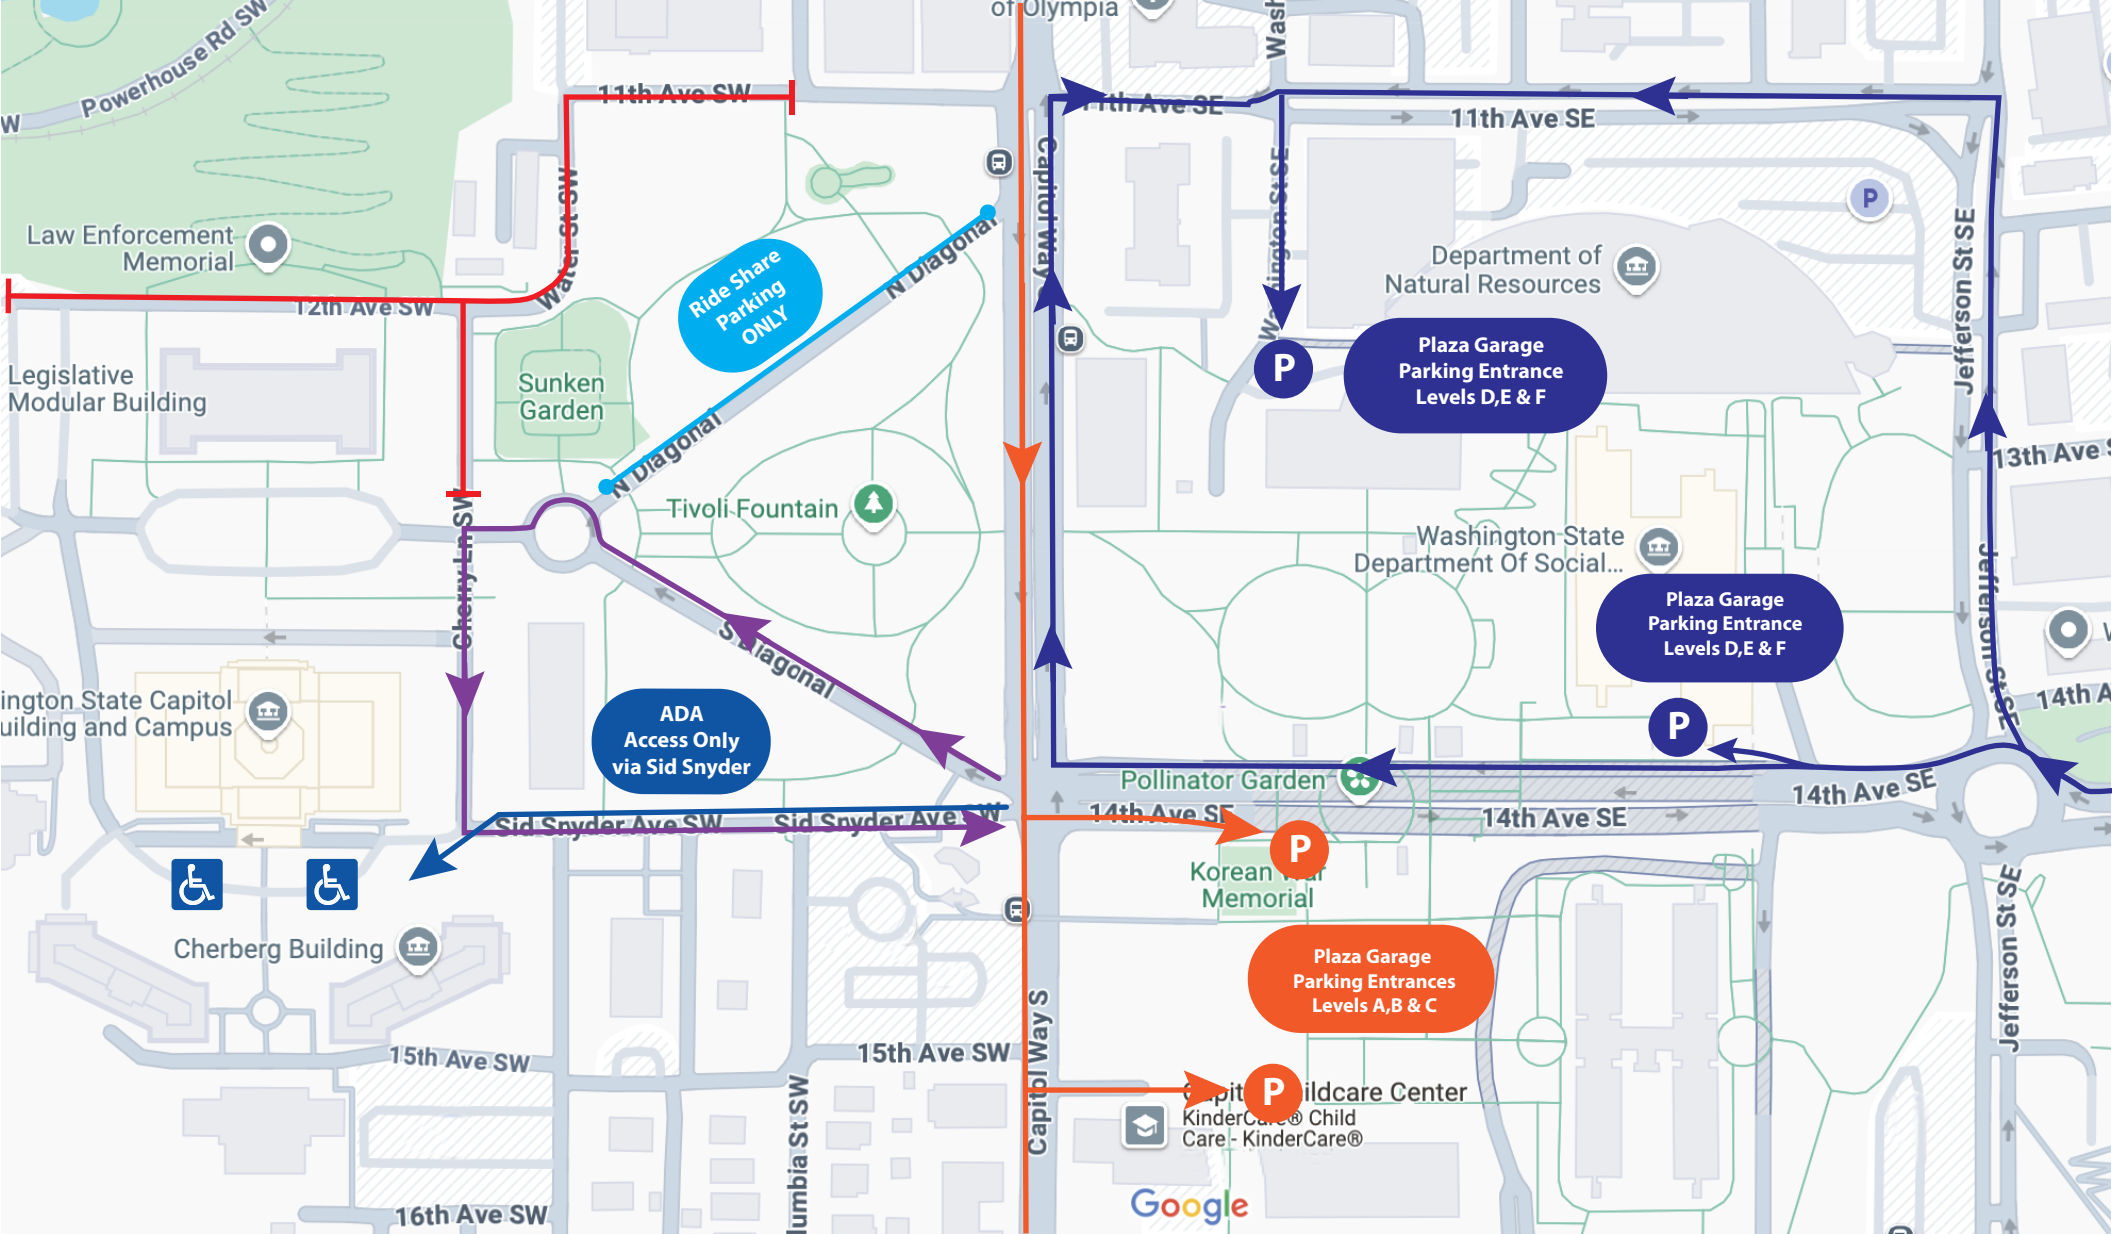 of Olympia
Wash
Powerhouse Rd SW
W
11th Ave SW
11th Ave SE
11th Ave SE
Capitol Way S
Washington St SE
Water St SW
Jefferson St SE
P
Law Enforcement
Memorial
Ride Share
Parking
ONLY
N Diagonal
Department of
Natural Resources
12th Ave SW
Legislative
Modular Building
Sunken
Garden
N Diagonal
P
Plaza Garage
Parking Entrance
Levels D,E & F
13th Ave S
Tivoli Fountain
Cherry Ln SW
Washington State
Department Of Social...
Plaza Garage
Parking Entrance
Levels D,E & F
Jefferson St SE
S Diagonal
W
14th A
ington State Capitol
uilding and Campus
ADA
Access Only
via Sid Snyder
P
Pollinator Garden
14th Ave SE
Sid Snyder Ave SW
Sid Snyder Ave SW
14th Ave SE
14th Ave SE
P
Korean War
Memorial
Cherberg Building
Plaza Garage
Parking Entrances
Levels A,B & C
Jefferson St SE
15th Ave SW
15th Ave SW
Capitol Way S
P
Capitol Childcare Center
KinderCare® Child
Care - KinderCare®
lumbia St SW
16th Ave SW
Google